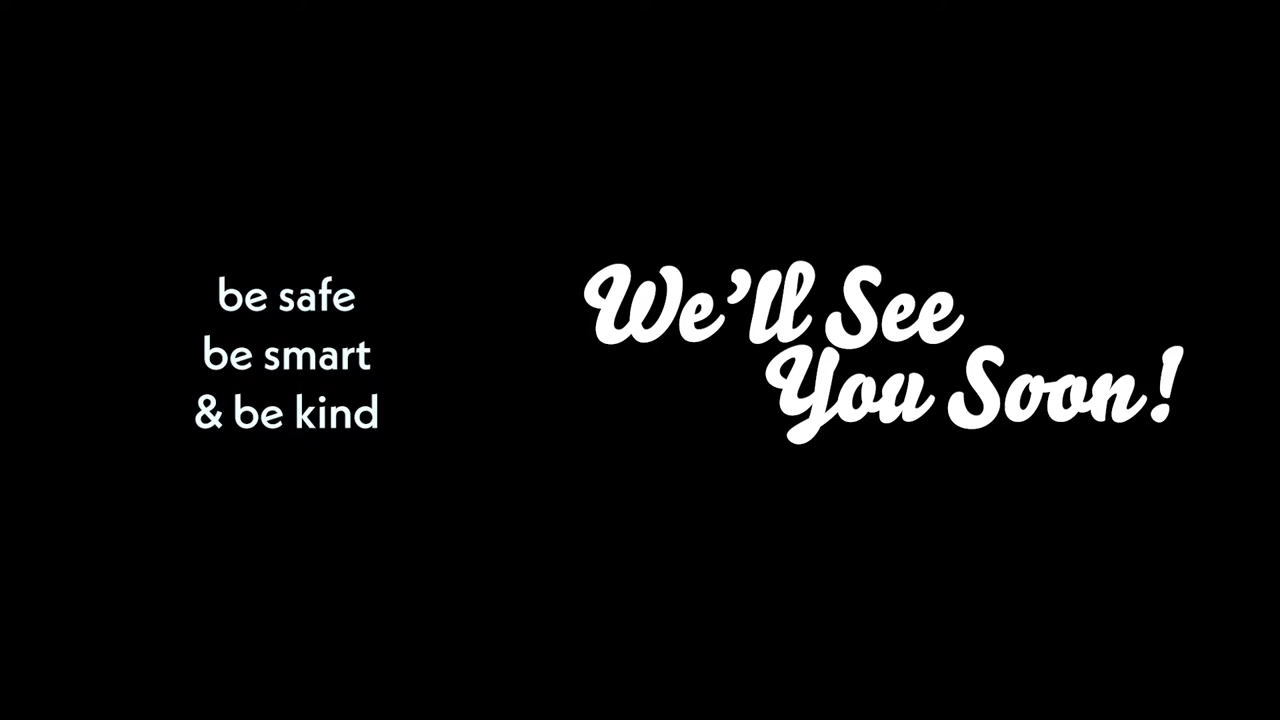 be safe
be smart
& be kind
We’ll See
You Soon!